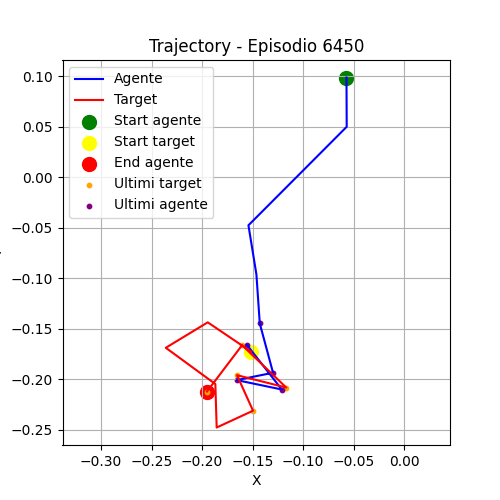 Trajectory - Episodio 6450
Agente
Target
Start agente
Start target
End agente
Ultimi target
Ultimi agente
0.10
0.05
0.00
−0.05
−0.10
−0.15
−0.20
−0.25
−0.30 −0.25 −0.20 −0.15 −0.10 −0.05 0.00
X